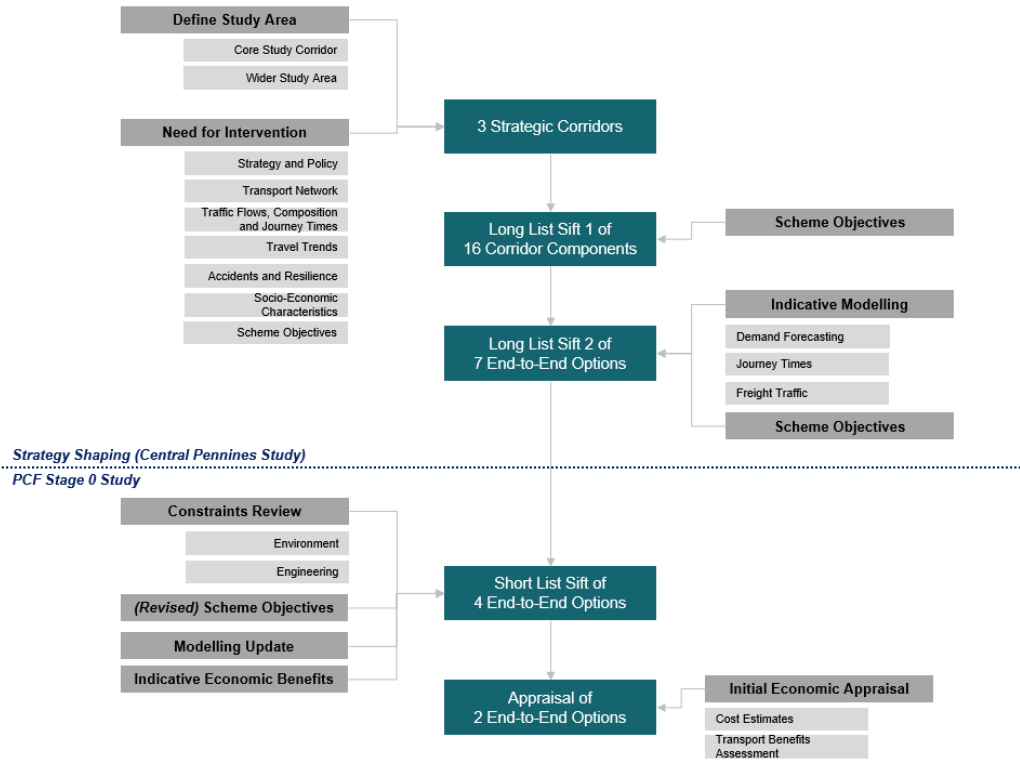 Define Study Area
Core Study Corridor
Wider Study Area
Need for Intervention
Strategy and Policy
Transport Network
Traffic Flows, Composition
and Journey Times
Travel Trends
Accidents and Resilience
Socio-Economic
Characteristics
Scheme Objectives
3 Strategic Corridors
Long List Sift 1 of
16 Corridor Components
Scheme Objectives
Long List Sift 2 of
7 End-to-End Options
Indicative Modelling
Demand Forecasting
Journey Times
Freight Traffic
Scheme Objectives
Strategy Shaping (Central Pennines Study)
PCF Stage 0 Study
Constraints Review
Environment
Engineering
(Revised) Scheme Objectives
Modelling Update
Indicative Economic Benefits
Short List Sift of
4 End-to-End Options
Appraisal of
2 End-to-End Options
Initial Economic Appraisal
Cost Estimates
Transport Benefits
Assessment